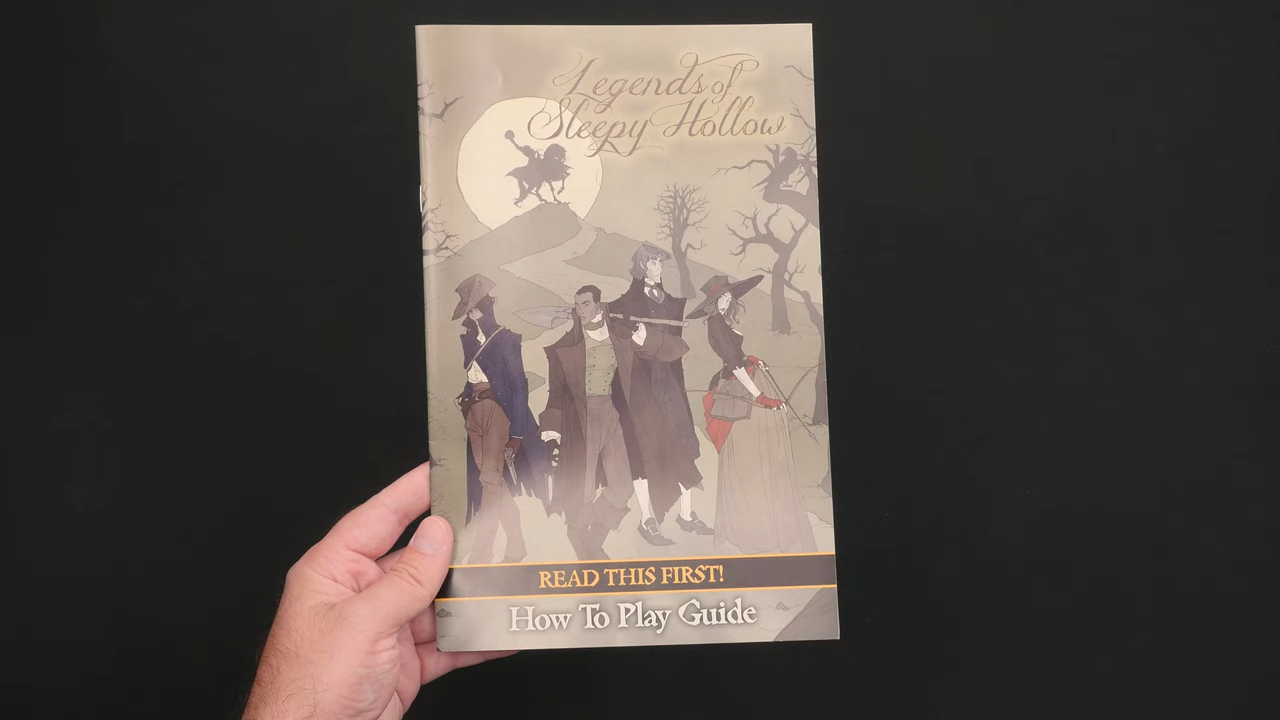 Legends of
Sleepy Hollow
READ THIS FIRST!
How To Play Guide